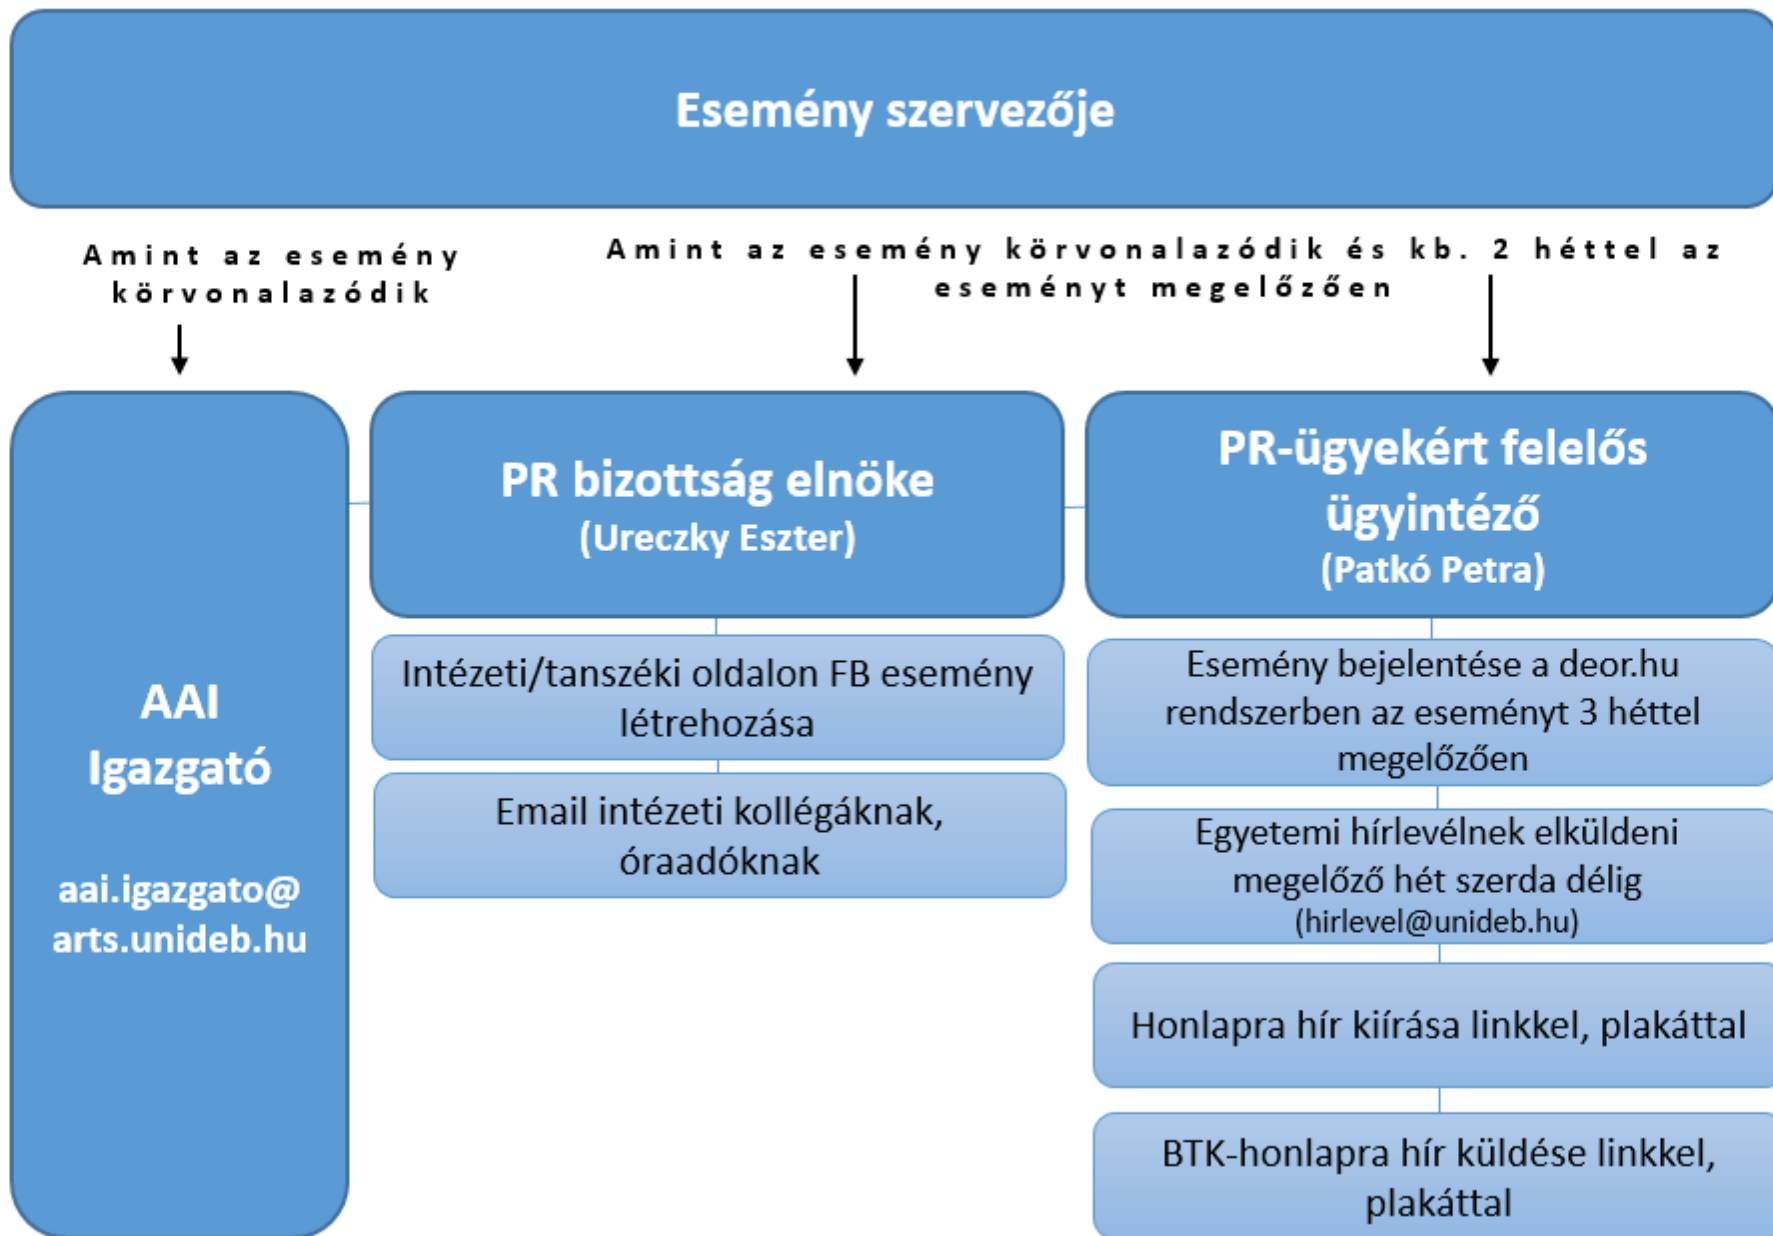 Esemény szervezője
Amint az esemény
körvonalazódik
Amint az esemény körvonalazódik és kb. 2 héttel az
eseményt megelőzően
AAI
Igazgató
aai.igazgato@
arts.unideb.hu
PR bizottság elnöke
(Ureczky Eszter)
Intézeti/tanszéki oldalon FB esemény
létrehozása
Email intézeti kollégáknak,
óraadóknak
PR-ügyekért felelős
ügyintéző
(Patkó Petra)
Esemény bejelentése a deor.hu
rendszerben az eseményt 3 héttel
megelőzően
Egyetemi hírlevélnek elküldeni
megelőző hét szerda délig
(hirlevel@unideb.hu)
Honlapra hír kiírása linkkel, plakáttal
BTK-honlapra hír küldése linkkel,
plakáttal